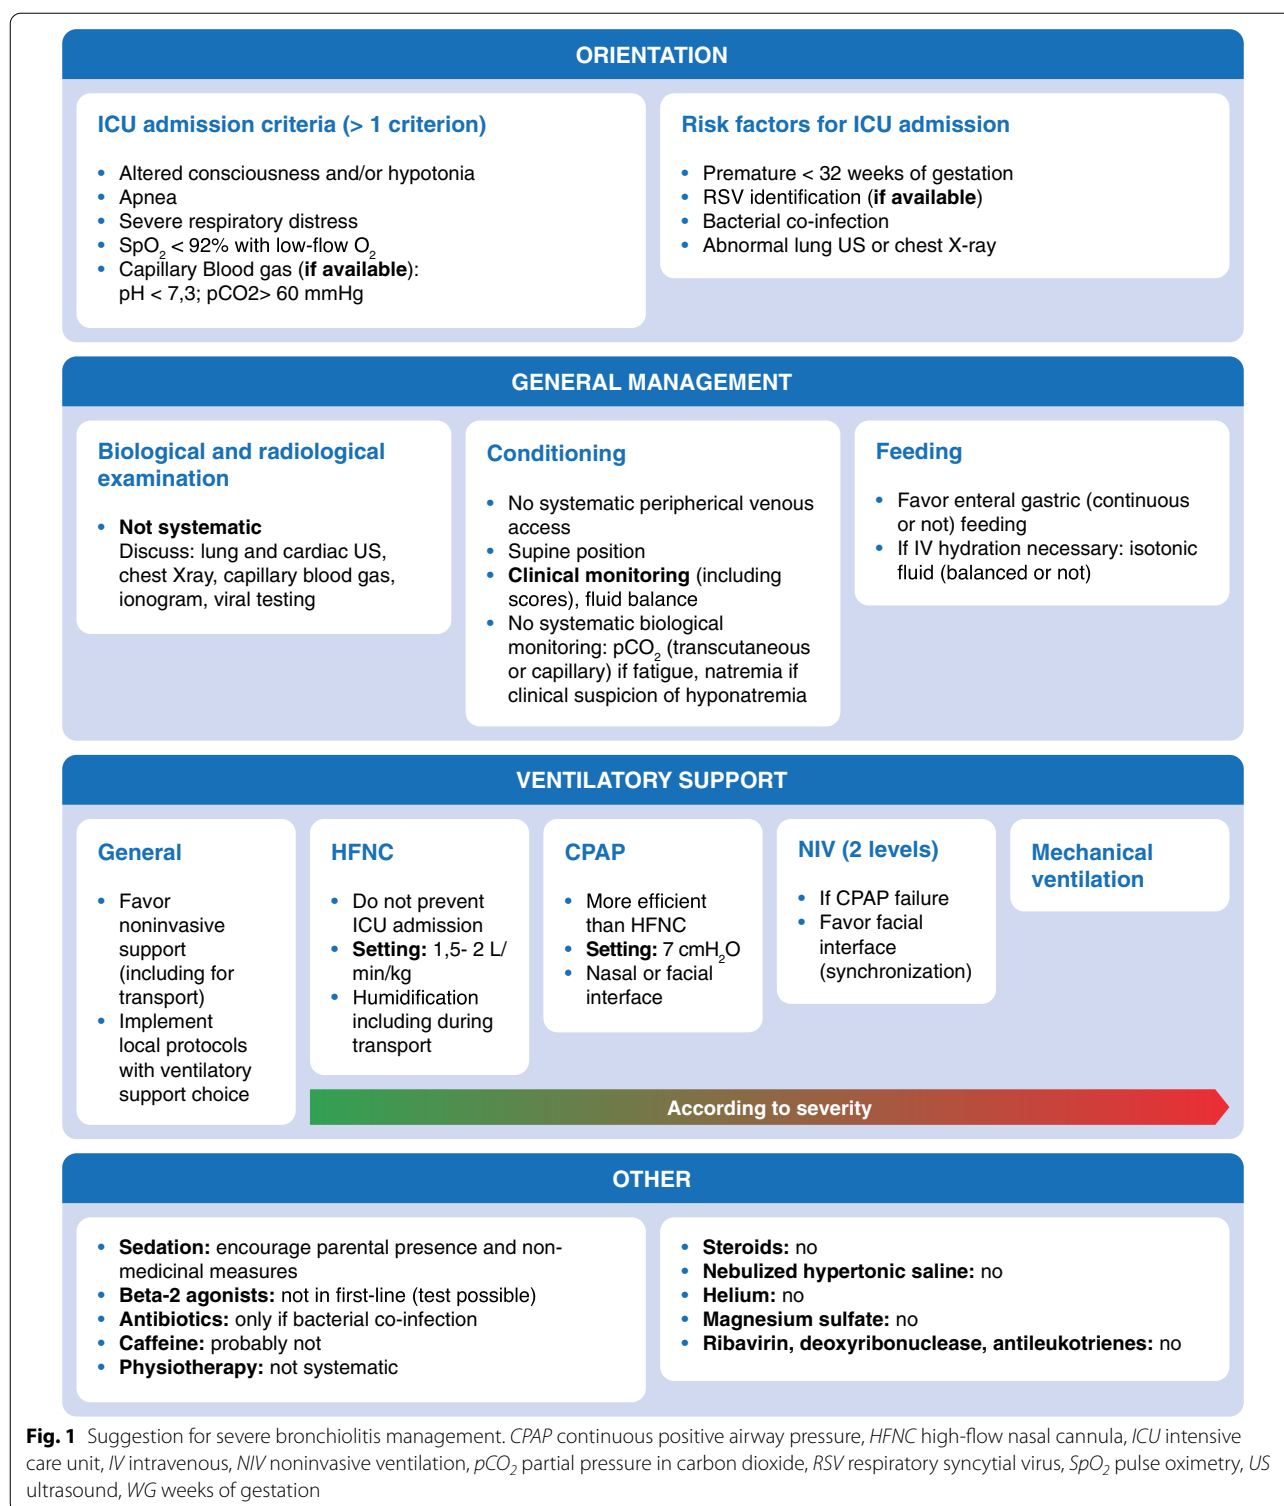 ORIENTATION
ICU admission criteria (> 1 criterion)
• Altered consciousness and/or hypotonia
• Apnea
• Severe respiratory distress
• SpO2 < 92% with low-flow O2
• Capillary Blood gas (if available):
pH < 7,3; pCO2> 60 mmHg
Risk factors for ICU admission
• Premature < 32 weeks of gestation
• RSV identification (if available)
• Bacterial co-infection
• Abnormal lung US or chest X-ray
GENERAL MANAGEMENT
Biological and radiological
examination
• Not systematic
Discuss: lung and cardiac US,
chest Xray, capillary blood gas,
ionogram, viral testing
Conditioning
• No systematic peripherical venous
access
• Supine position
• Clinical monitoring (including
scores), fluid balance
• No systematic biological
monitoring: pCO2 (transcutaneous
or capillary) if fatigue, natremia if
clinical suspicion of hyponatremia
Feeding
• Favor enteral gastric (continuous
or not) feeding
• If IV hydration necessary: isotonic
fluid (balanced or not)
VENTILATORY SUPPORT
General
• Favor
noninvasive
support
(including for
transport)
• Implement
local protocols
with ventilatory
support choice
HFNC
• Do not prevent
ICU admission
• Setting: 1,5- 2 L/
min/kg
• Humidification
including during
transport
CPAP
• More efficient
than HFNC
• Setting: 7 cmH2O
• Nasal or facial
interface
NIV (2 levels)
• If CPAP failure
• Favor facial
interface
(synchronization)
Mechanical
ventilation
According to severity
OTHER
• Sedation: encourage parental presence and non-
medicinal measures
• Beta-2 agonists: not in first-line (test possible)
• Antibiotics: only if bacterial co-infection
• Caffeine: probably not
• Physiotherapy: not systematic
• Steroids: no
• Nebulized hypertonic saline: no
• Helium: no
• Magnesium sulfate: no
• Ribavirin, deoxyribonuclease, antileukotrienes: no
Fig. 1 Suggestion for severe bronchiolitis management. CPAP continuous positive airway pressure, HFNC high-flow nasal cannula, ICU intensive
care unit, IV intravenous, NIV noninvasive ventilation, pCO2 partial pressure in carbon dioxide, RSV respiratory syncytial virus, SpO2 pulse oximetry, US
ultrasound, WG weeks of gestation